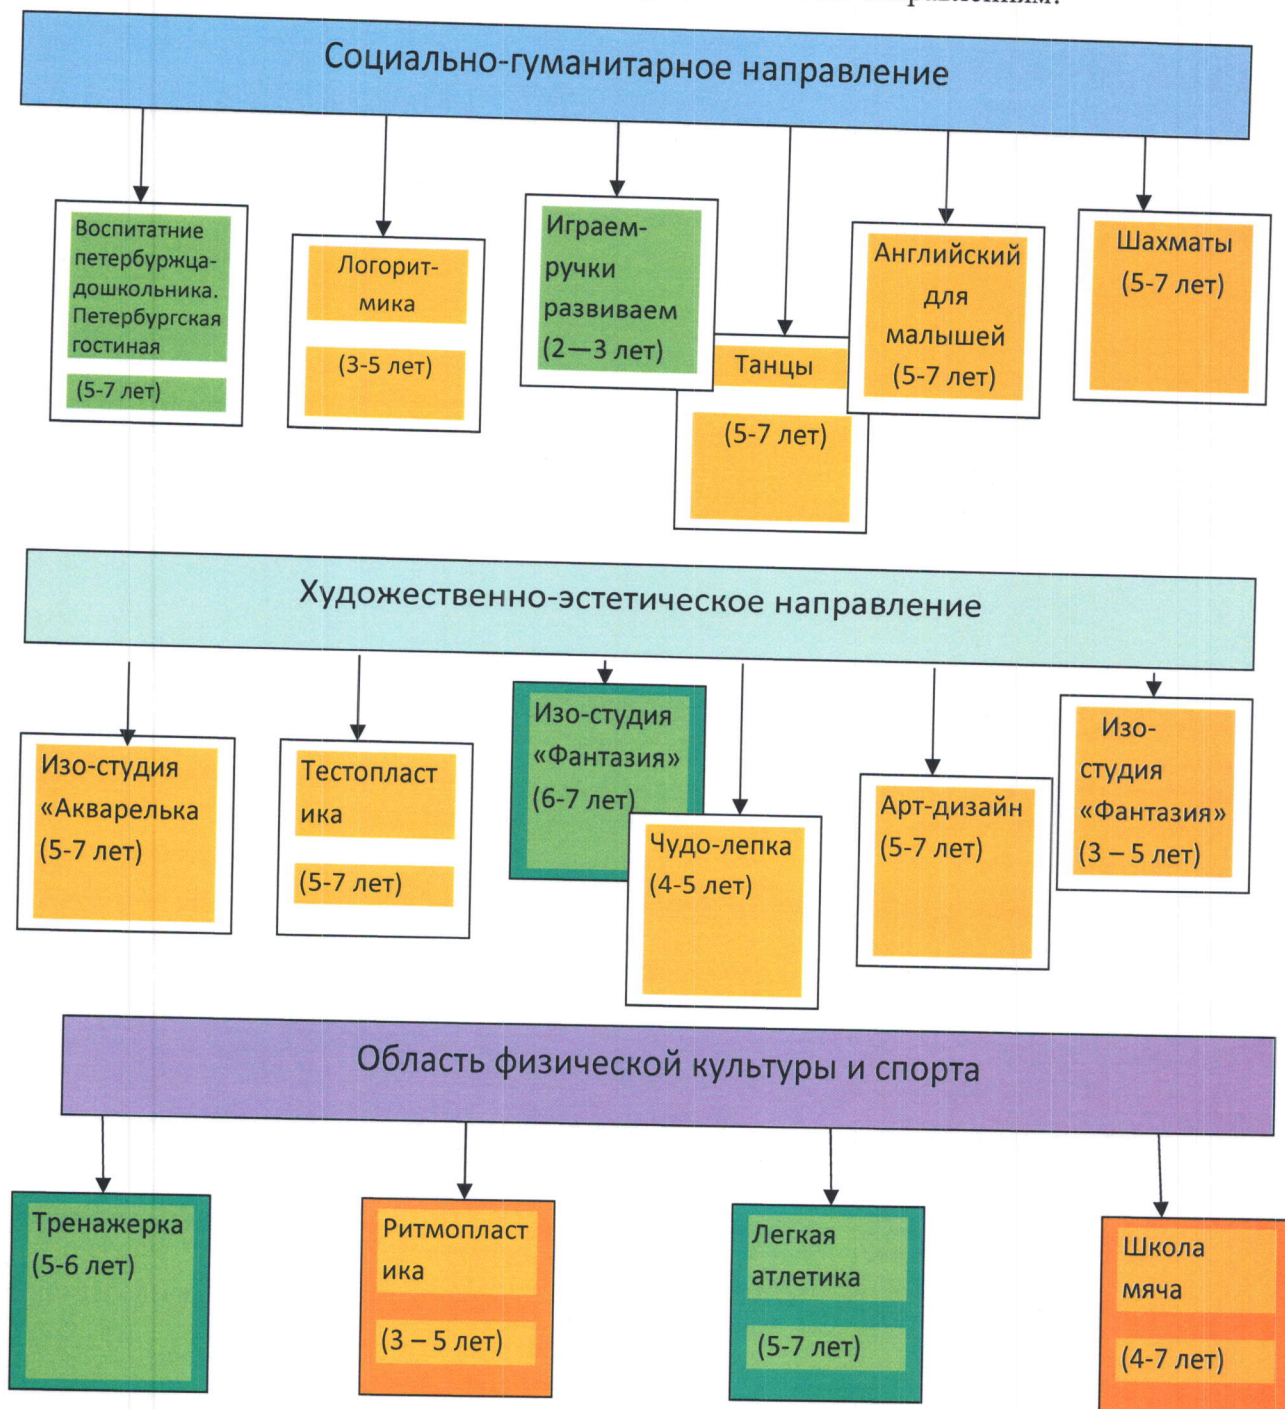 Социально-гуманитарное направление
Воспитатние
петербуржца-
дошкольника.
Петербургская
гостиная
(5-7 лет)
Логорит-
мика
(3-5 лет)
Играем-
ручки
развиваем
(2—3 лет)
Танцы
(5-7 лет)
Английский
для
малышей
(5-7 лет)
Шахматы
(5-7 лет)
Художественно-эстетическое направление
Изо-студия
«Акварелька
(5-7 лет)
Тестопласт
ика
(5-7 лет)
Изо-студия
«Фантазия»
(6-7 лет)
Чудо-лепка
(4-5 лет)
Арт-дизайн
(5-7 лет)
Изо-
студия
«Фантазия»
(3 – 5 лет)
Область физической культуры и спорта
Тренажерка
(5-6 лет)
Ритмопласт
ика
(3 – 5 лет)
Легкая
атлетика
(5-7 лет)
Школа
мяча
(4-7 лет)